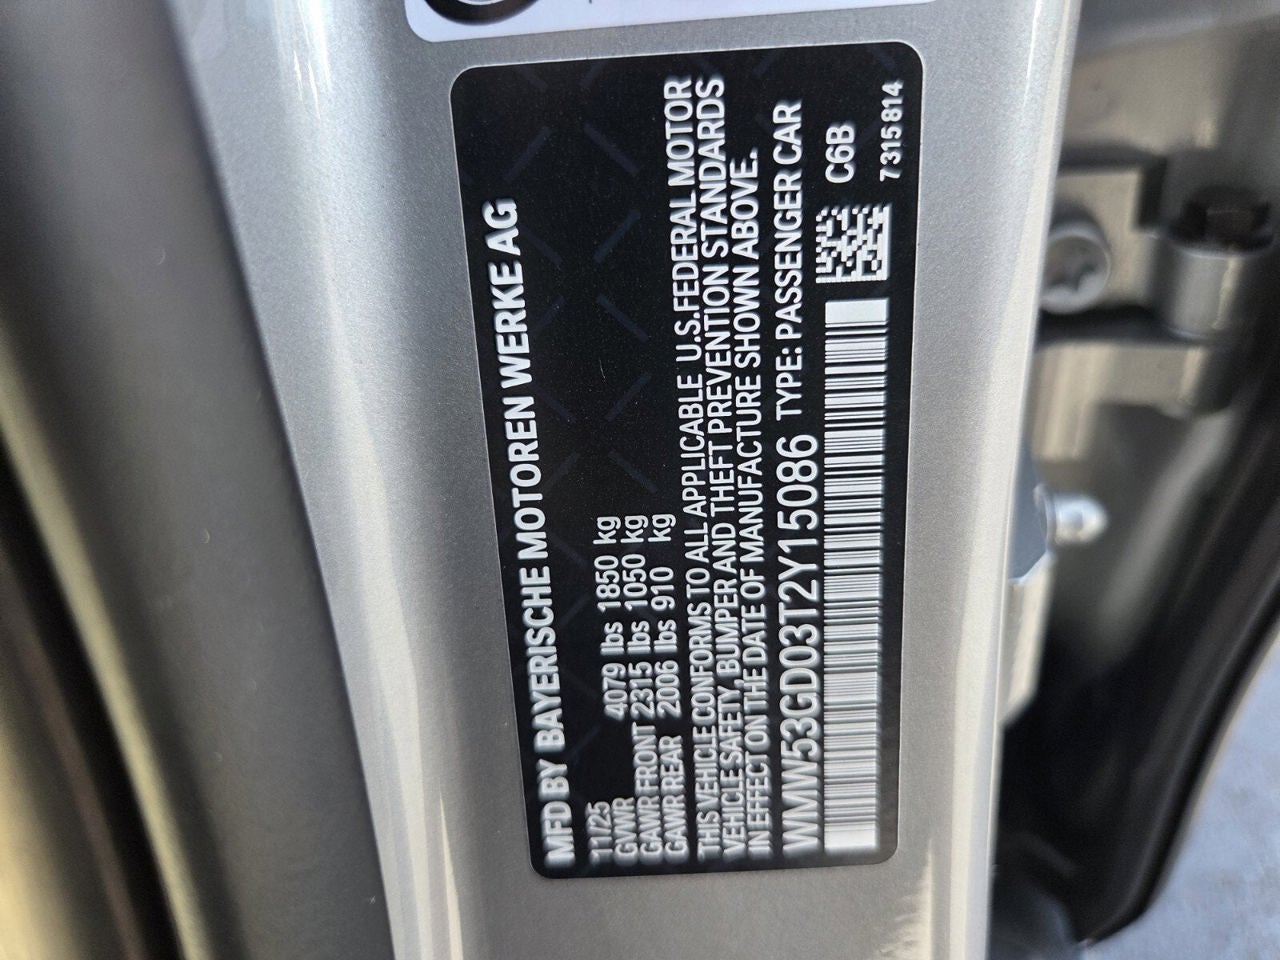 MFD BY BAYERISCHE MOTOREN WERKE AG
11/25
GVWR 4079 lbs 1850 kg
GAWR FRONT 2315 lbs 1050 kg
GAWR REAR 2006 lbs 910 kg
THIS VEHICLE CONFORMS TO ALL APPLICABLE U.S.FEDERAL MOTOR
VEHICLE SAFETY, BUMPER AND THEFT PREVENTION STANDARDS
IN EFFECT ON THE DATE OF MANUFACTURE SHOWN ABOVE.
WMW53GD03T2Y15086 TYPE: PASSENGER CAR
C6B
7315814